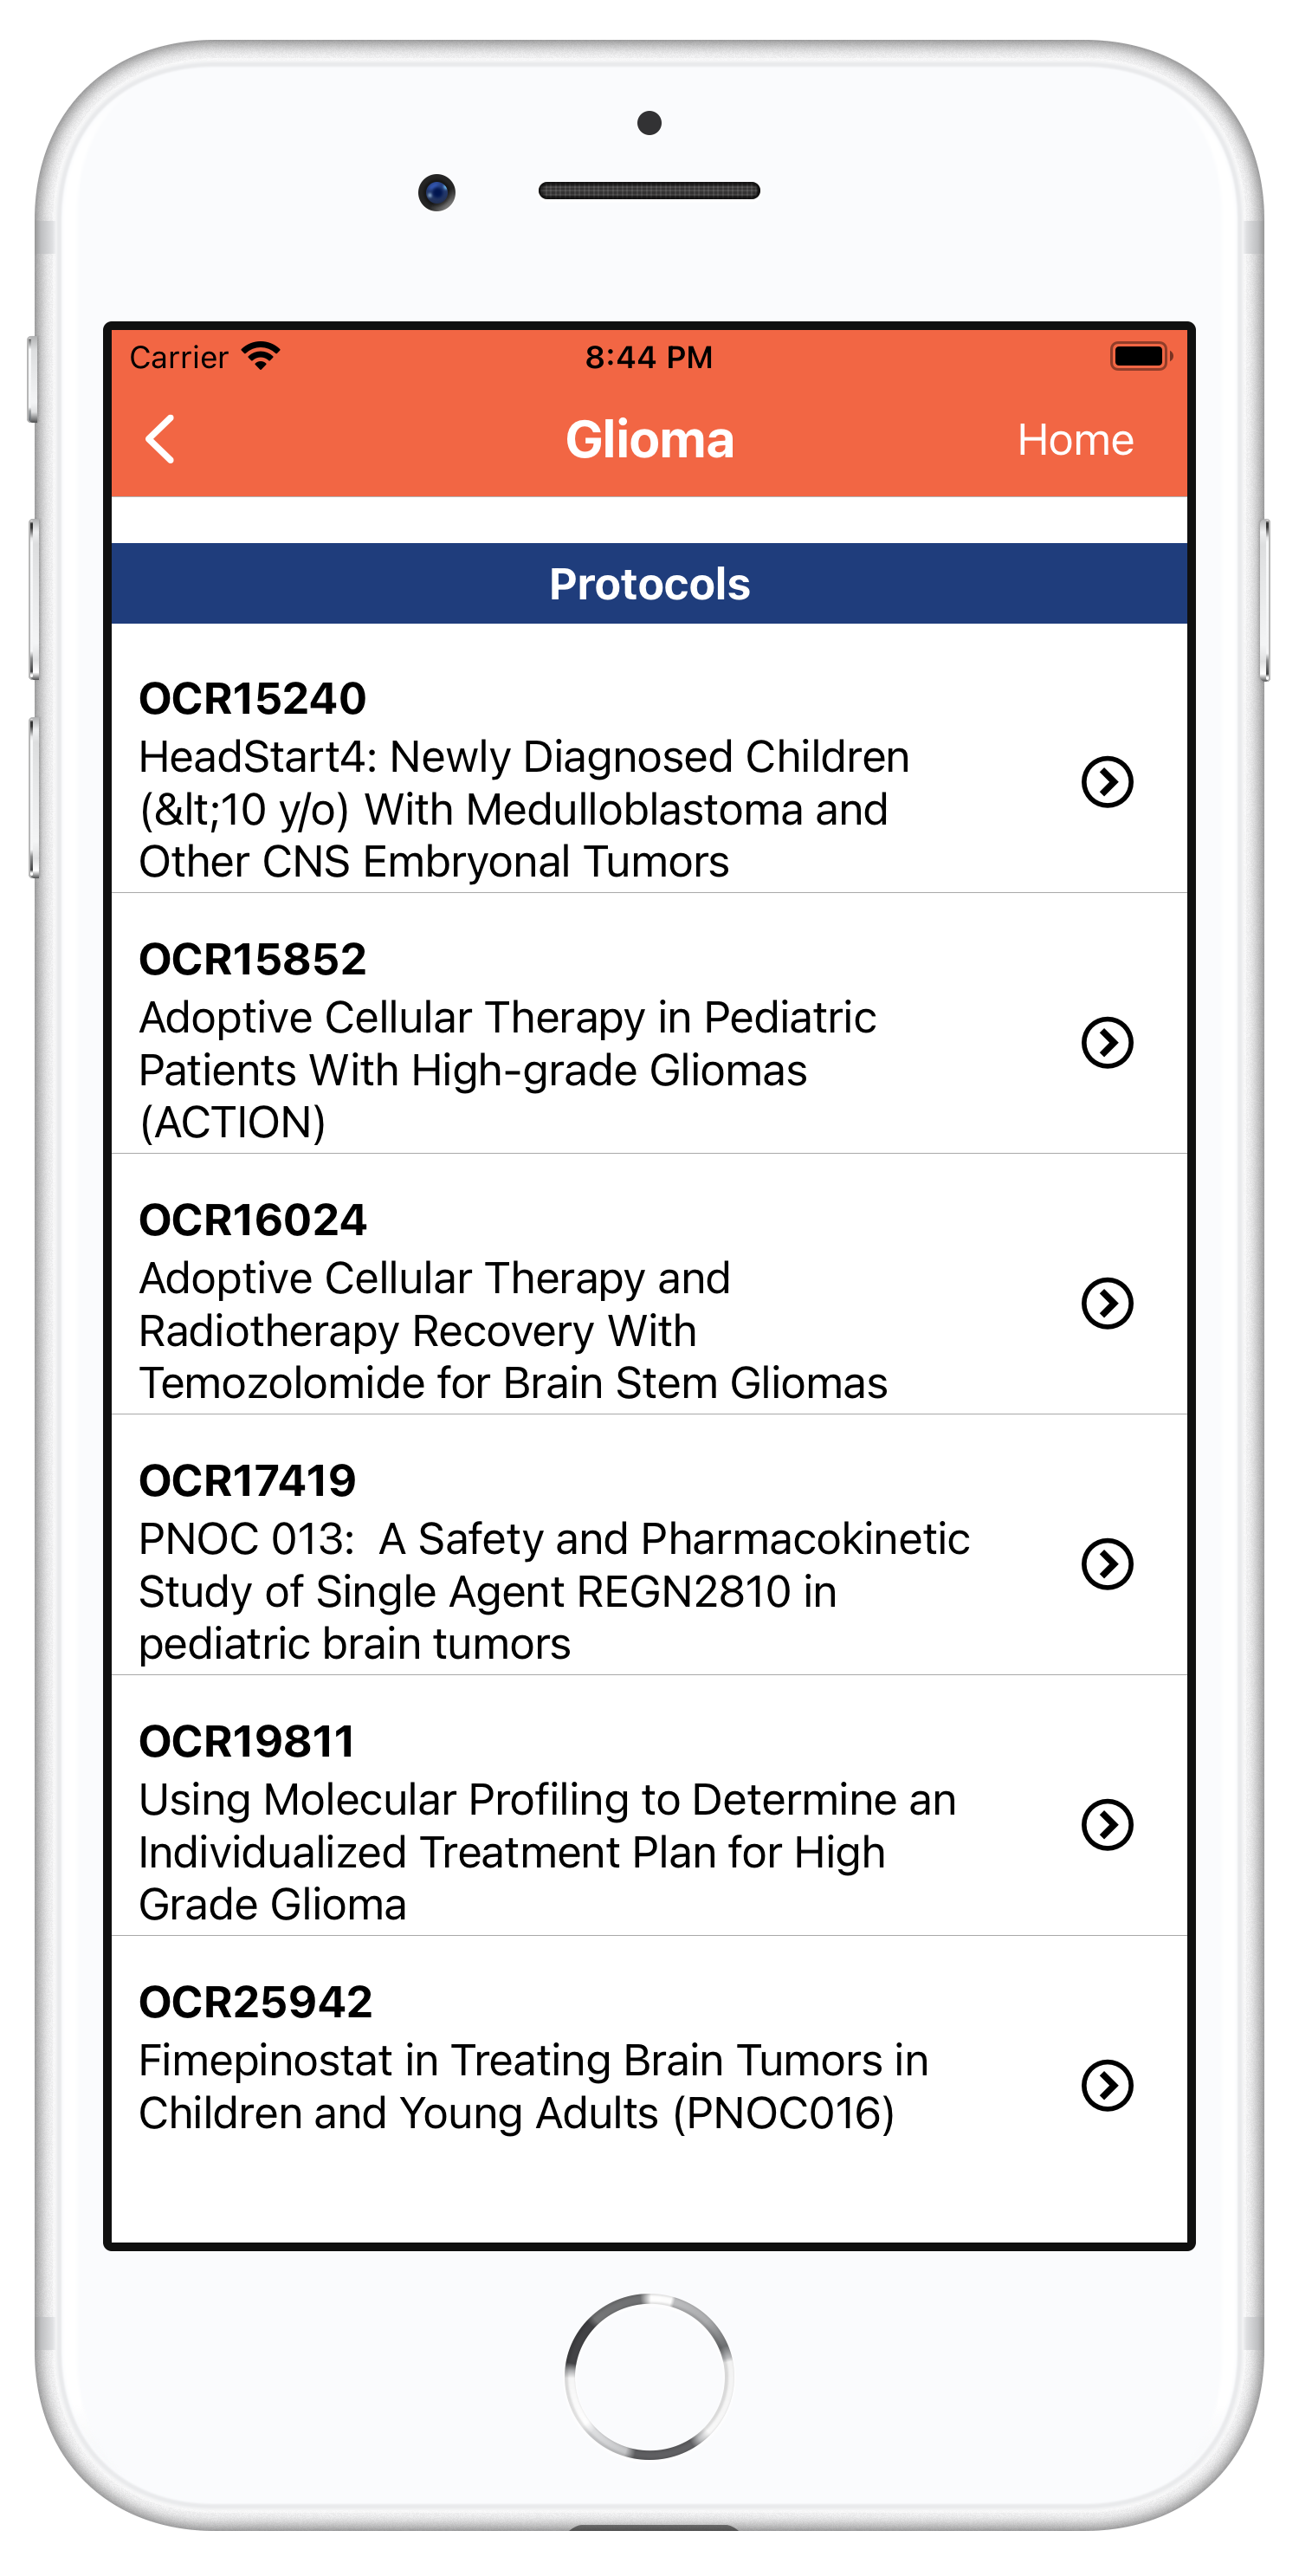 Carrier 8:44 PM
Glioma Home
Protocols
OCR15240
HeadStart4: Newly Diagnosed Children
(&lt;10 y/o) With Medulloblastoma and
Other CNS Embryonal Tumors
OCR15852
Adoptive Cellular Therapy in Pediatric
Patients With High-grade Gliomas
(ACTION)
OCR16024
Adoptive Cellular Therapy and
Radiotherapy Recovery With
Temozolomide for Brain Stem Gliomas
OCR17419
PNOC 013:  A Safety and Pharmacokinetic
Study of Single Agent REGN2810 in
pediatric brain tumors
OCR19811
Using Molecular Profiling to Determine an
Individualized Treatment Plan for High
Grade Glioma
OCR25942
Fimepinostat in Treating Brain Tumors in
Children and Young Adults (PNOC016)